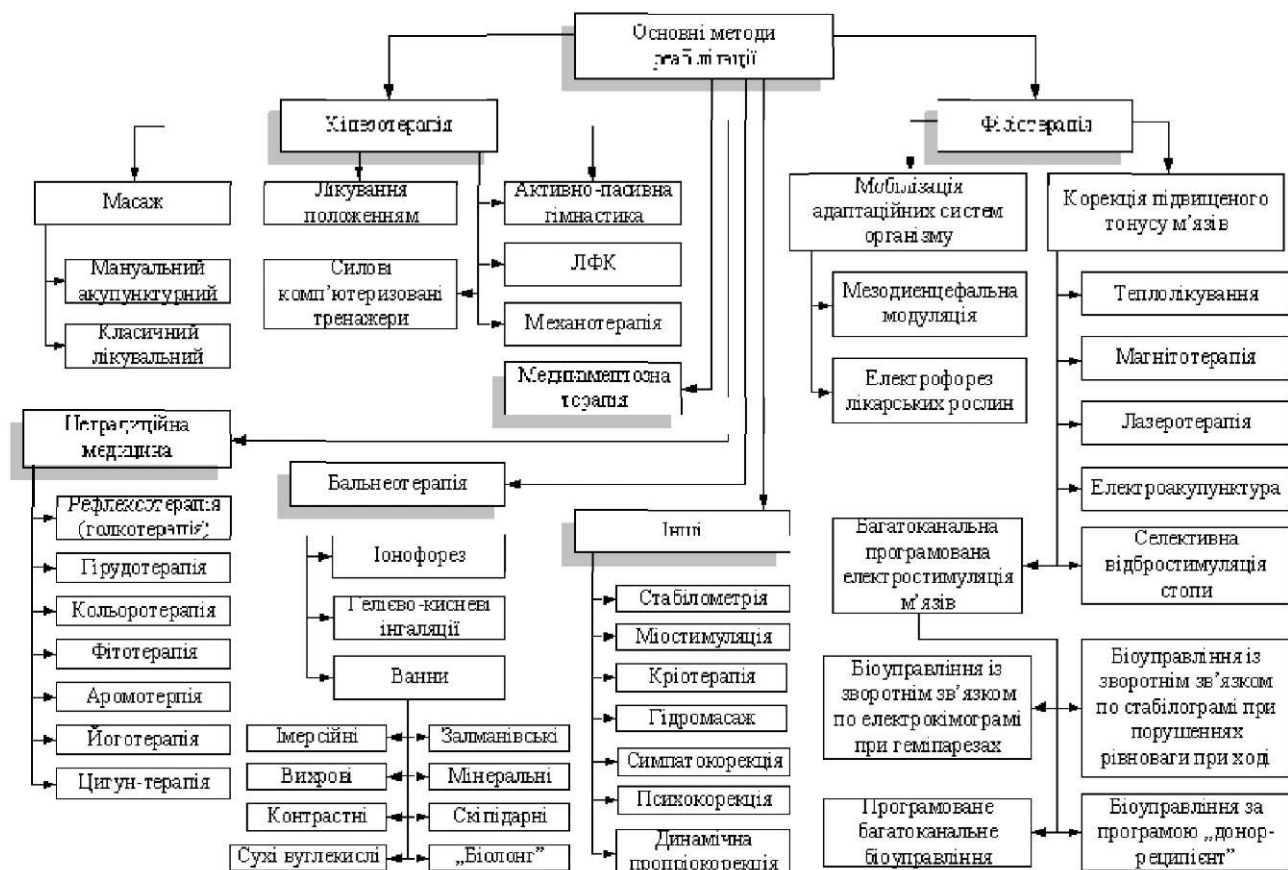 Основні методи
реабілітації
Кінезотерапія
Фізіотерапія
Масаж
Мануальний
акупунктурний
Класичний
лікувальний
Лікування
положенням
Силові
комп’ютеризовані
тренажери
Активно-пасивна
гімнастика
ЛФК
Механотерапія
Медикаментозна
терапія
Мобілізація
адаптаційних систем
організму
Мезодиенцефальна
модуляція
Електрофорез
лікарських рослин
Корекція підвищеного
тонусу м’язів
Теплолікування
Магнітотерапія
Лазеротерапія
Електроакупунктура
Селективна
відбростимуляція
стопи
Багатоканальна
програмована
електростимуляція
м’язів
Біоуправління із
зворотнім зв’язком
по електрокімограмі
при геміпарезах
Біоуправління із
зворотнім зв’язком
по стабілограмі при
порушеннях
рівноваги при ході
Програмоване
багатоканальне
біоуправління
Біоуправління за
програмою „донор-
реципієнт”
Нетрадиційна
медицина
Рефлексотерапія
(голкотерапія)
Гірудотерапія
Кольоротерапія
Фітотерапія
Аромотерпія
Йоготерапія
Цигун-терапія
Бальнеотерапія
Іонофорез
Гелієво-кисневі
інгаляції
Ванни
Імерсійні
Залманівські
Вихрові
Мінеральні
Контрастні
Скіпідарні
Сухі вуглекислі
„Біолонг”
Інші
Стабілометрія
Міостимуляція
Кріотерапія
Гідромасаж
Симпатокорекція
Психокорекція
Динамічна
пропріокорекція